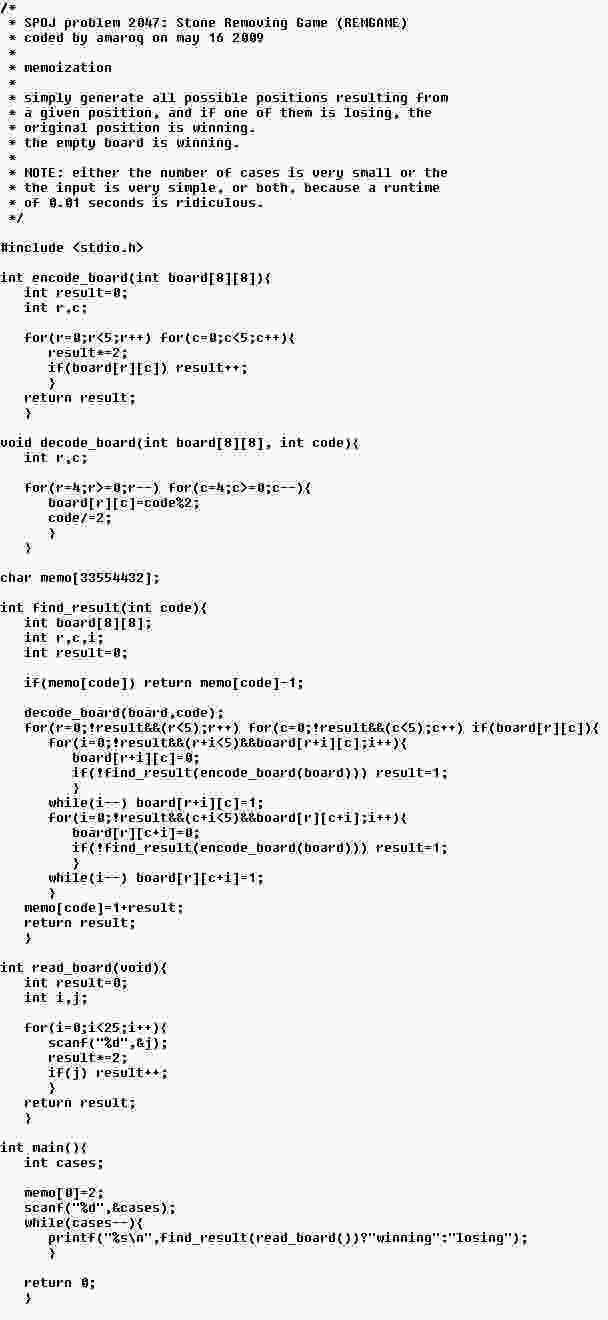 /*
 * SPOJ problem 2047: Stone Removing Game (REMGAME)
 * coded by amaroq on may 16 2009
 *
 * memoization
 *
 * simply generate all possible positions resulting from
 * a given position, and if one of them is losing, the
 * original position is winning.
 * the empty board is winning.
 *
 * NOTE: either the number of cases is very small or the
 * the input is very simple, or both, because a runtime
 * of 0.01 seconds is ridiculous.
 */

#include <stdio.h>

int encode_board(int board[8][8]){
   int result=0;
   int r,c;

   for(r=0;r<5;r++) for(c=0;c<5;c++){
      result*=2;
      if(board[r][c]) result++;
      }
   return result;
   }

void decode_board(int board[8][8], int code){
   int r,c;

   for(r=4;r>=0;r--) for(c=4;c>=0;c--){
      board[r][c]=code%2;
      code/=2;
      }
   }

char memo[33554432];

int find_result(int code){
   int board[8][8];
   int r,c,i;
   int result=0;

   if(memo[code]) return memo[code]-1;

   decode_board(board,code);
   for(r=0;!result&&(r<5);r++) for(c=0;!result&&(c<5);c++) if(board[r][c]){
      for(i=0;!result&&(r+i<5)&&board[r+i][c];i++){
         board[r+i][c]=0;
         if(!find_result(encode_board(board))) result=1;
         }
      while(i--) board[r+i][c]=1;
      for(i=0;!result&&(c+i<5)&&board[r][c+i];i++){
         board[r][c+i]=0;
         if(!find_result(encode_board(board))) result=1;
         }
      while(i--) board[r][c+i]=1;
      }
   memo[code]=1+result;
   return result;
   }

int read_board(void){
   int result=0;
   int i,j;

   for(i=0;i<25;i++){
      scanf("%d",&j);
      result*=2;
      if(j) result++;
      }
   return result;
   }

int main(){
   int cases;

   memo[0]=2;
   scanf("%d",&cases);
   while(cases--){
      printf("%s\n",find_result(read_board())?"winning":"losing");
      }

   return 0;
   }